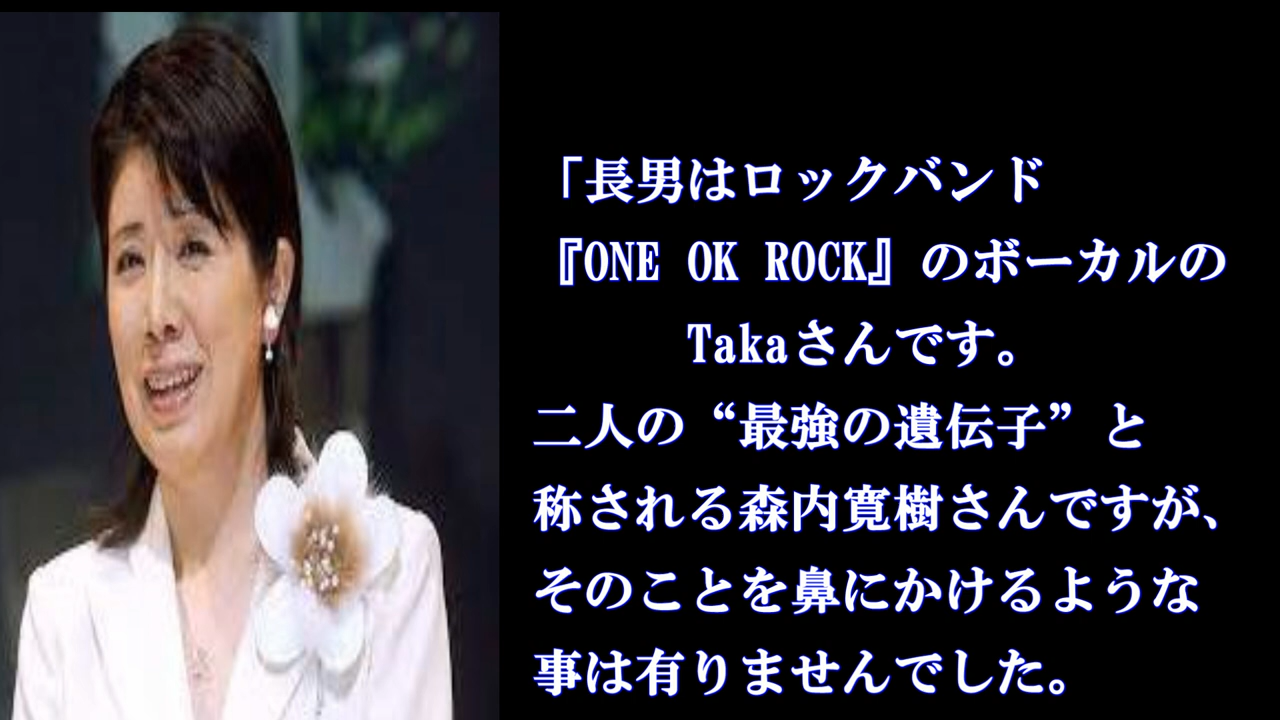 「長男はロックバンド
『ONE OK ROCK』のボーカルの
Takaさんです。
二人の“最強の遺伝子”と
称される森内寛樹さんですが、
そのことを鼻にかけるような
事は有りませんでした。